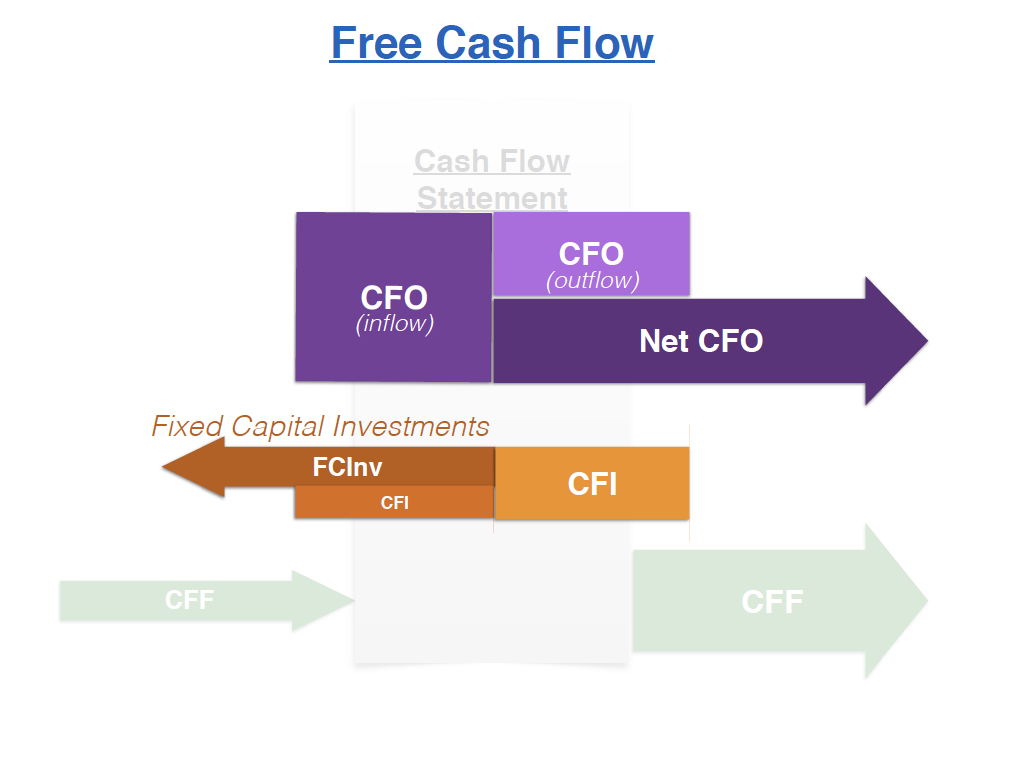 Free Cash Flow
Cash Flow
Statement
CFO
(outflow)
CFO
(inflow)
Net CFO
Fixed Capital Investments
FCInv
CFI
CFI
CFF
CFF